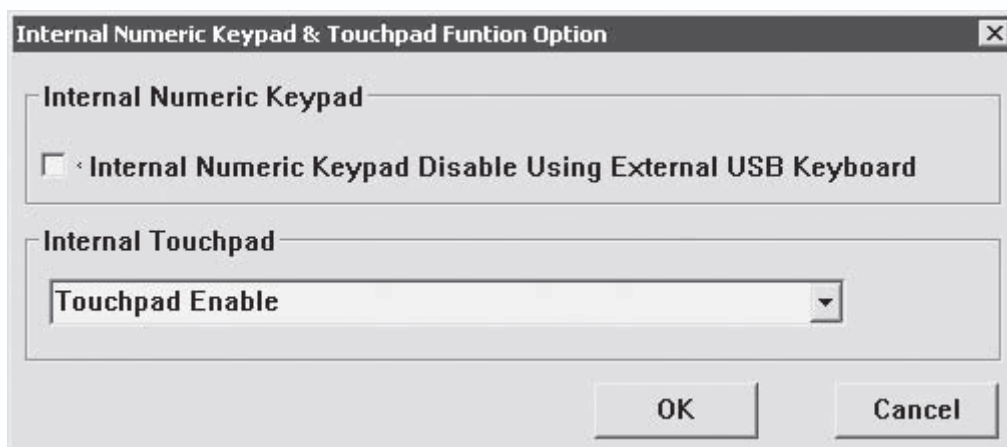 Internal Numeric Keypad & Touchpad Funtion Option
Internal Numeric Keypad
Internal Numeric Keypad Disable Using External USB Keyboard
Internal Touchpad
Touchpad Enable
OK
Cancel